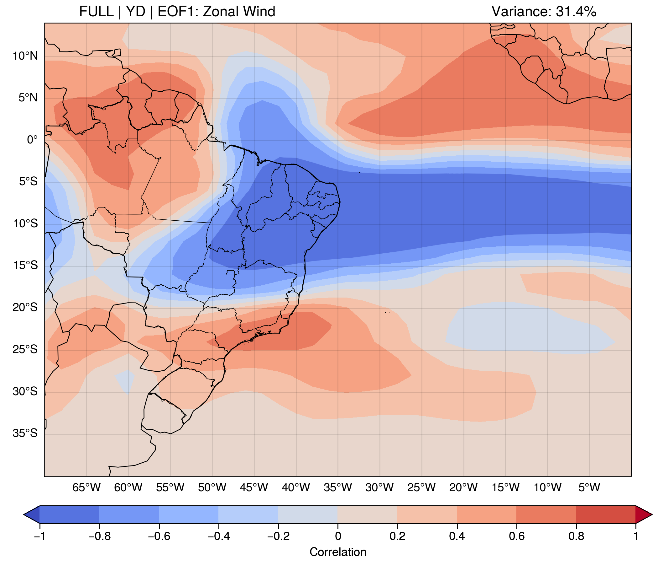 FULL | YD | EOF1: Zonal Wind Variance: 31.4%
10°N
5°N
0°
5°S
10°S
15°S
20°S
25°S
30°S
35°S
65°W 60°W 55°W 50°W 45°W 40°W 35°W 30°W 25°W 20°W 15°W 10°W 5°W
−1 −0.8 −0.6 −0.4 −0.2 0 0.2 0.4 0.6 0.8 1
Correlation